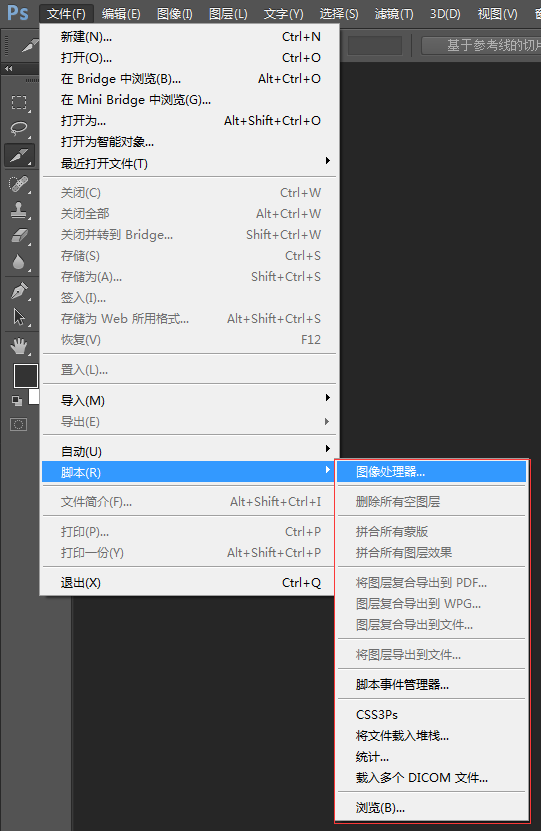 Ps 文件(F) 编辑(E) 图像(I) 图层(L) 文字(Y) 选择(S) 滤镜(T) 3D(D) 视图(V)
基于参考线的切片
新建(N)... Ctrl+N
打开(O)... Ctrl+O
在 Bridge 中浏览(B)... Alt+Ctrl+O
在 Mini Bridge 中浏览(G)...
打开为... Alt+Shift+Ctrl+O
打开为智能对象...
最近打开文件(T)
关闭(C) Ctrl+W
关闭全部 Alt+Ctrl+W
关闭并转到 Bridge... Shift+Ctrl+W
存储(S) Ctrl+S
存储为(A)... Shift+Ctrl+S
签入(I)...
存储为 Web 所用格式... Alt+Shift+Ctrl+S
恢复(V) F12
置入(L)...
导入(M)
导出(E)
自动(U)
脚本(R)
文件简介(F)... Alt+Shift+Ctrl+I
打印(P)... Ctrl+P
打印一份(Y) Alt+Shift+Ctrl+P
退出(X) Ctrl+Q
图像处理器...
删除所有空图层
拼合所有蒙版
拼合所有图层效果
将图层复合导出到 PDF...
图层复合导出到 WPG...
图层复合导出到文件...
将图层导出到文件...
脚本事件管理器...
CSS3Ps
将文件载入堆栈...
统计...
载入多个 DICOM 文件...
浏览(B)...